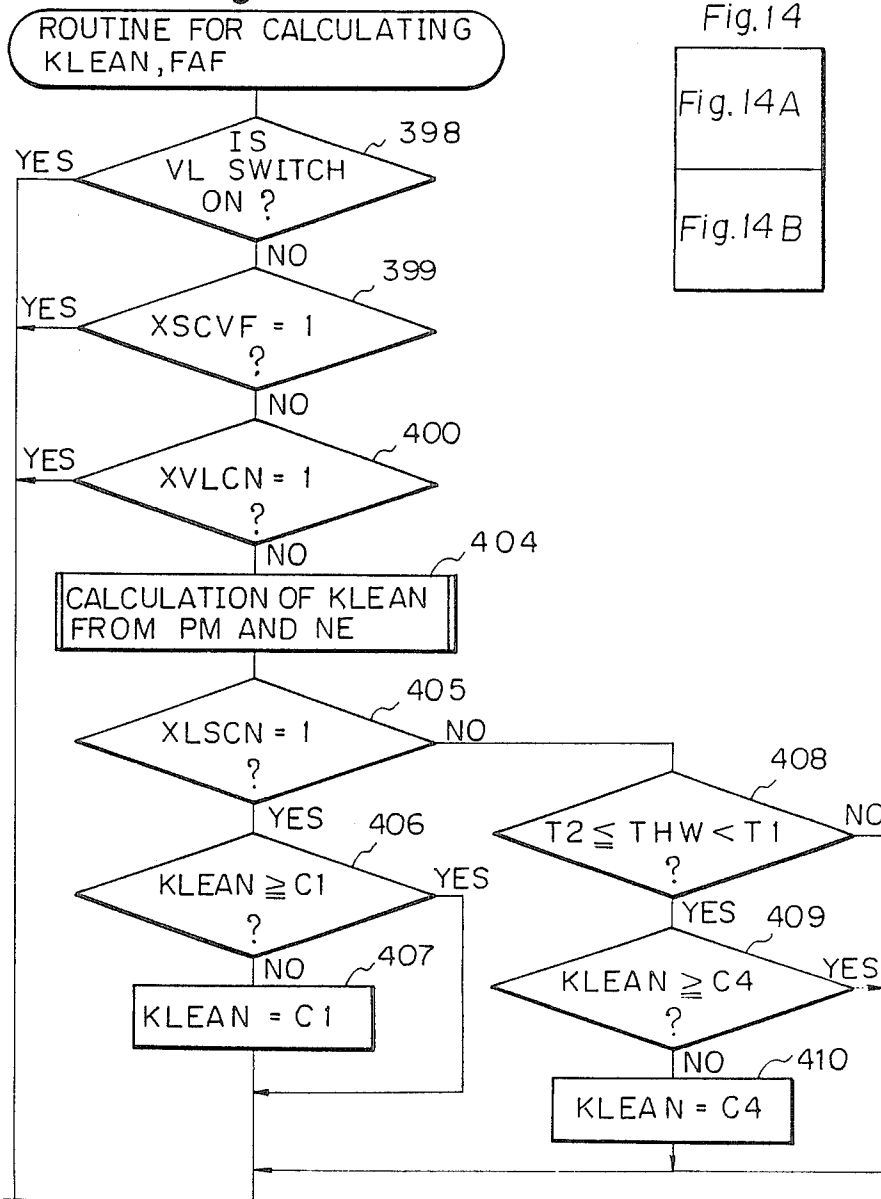 ROUTINE FOR CALCULATING
KLEAN, FAF
Fig. 14
Fig. 14A
Fig. 14B
IS
VL SWITCH
ON ?
398
YES
NO
399
XSCVF = 1
?
YES
NO
400
XVLCN = 1
?
YES
NO
404
CALCULATION OF KLEAN
FROM PM AND NE
405
XLSCN = 1
?
NO
YES
408
T2 ≦ THW < T1
?
NO
YES
406
KLEAN ≧ C1
?
YES
NO
409
KLEAN ≧ C4
?
YES
NO
407
KLEAN = C1
410
KLEAN = C4